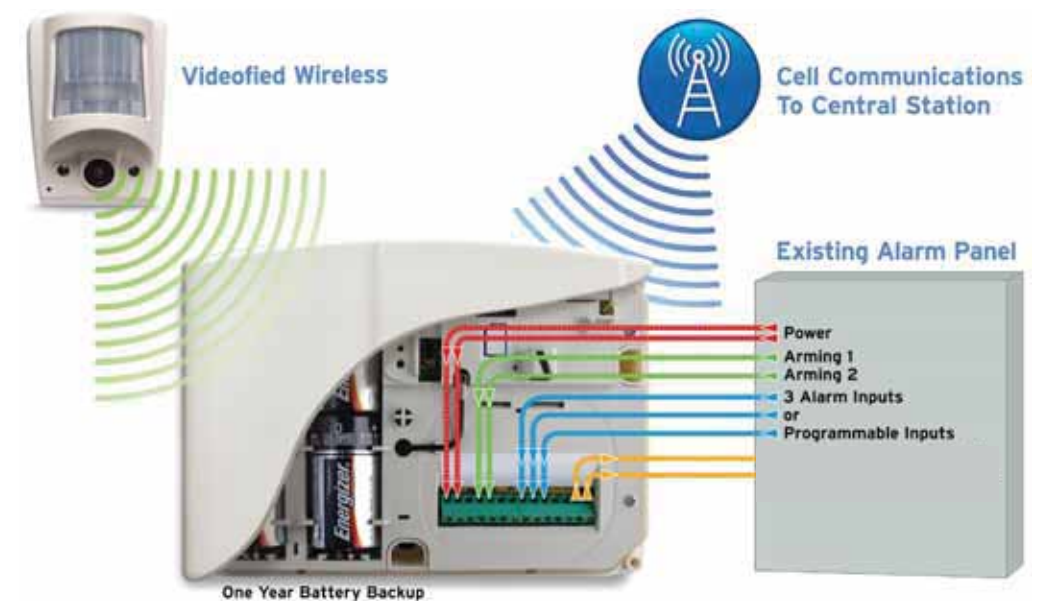 Videofied Wireless
Cell Communications
To Central Station
Existing Alarm Panel
Power
Arming 1
Arming 2
3 Alarm Inputs
or
Programmable Inputs
Energizer
Energizer
One Year Battery Backup